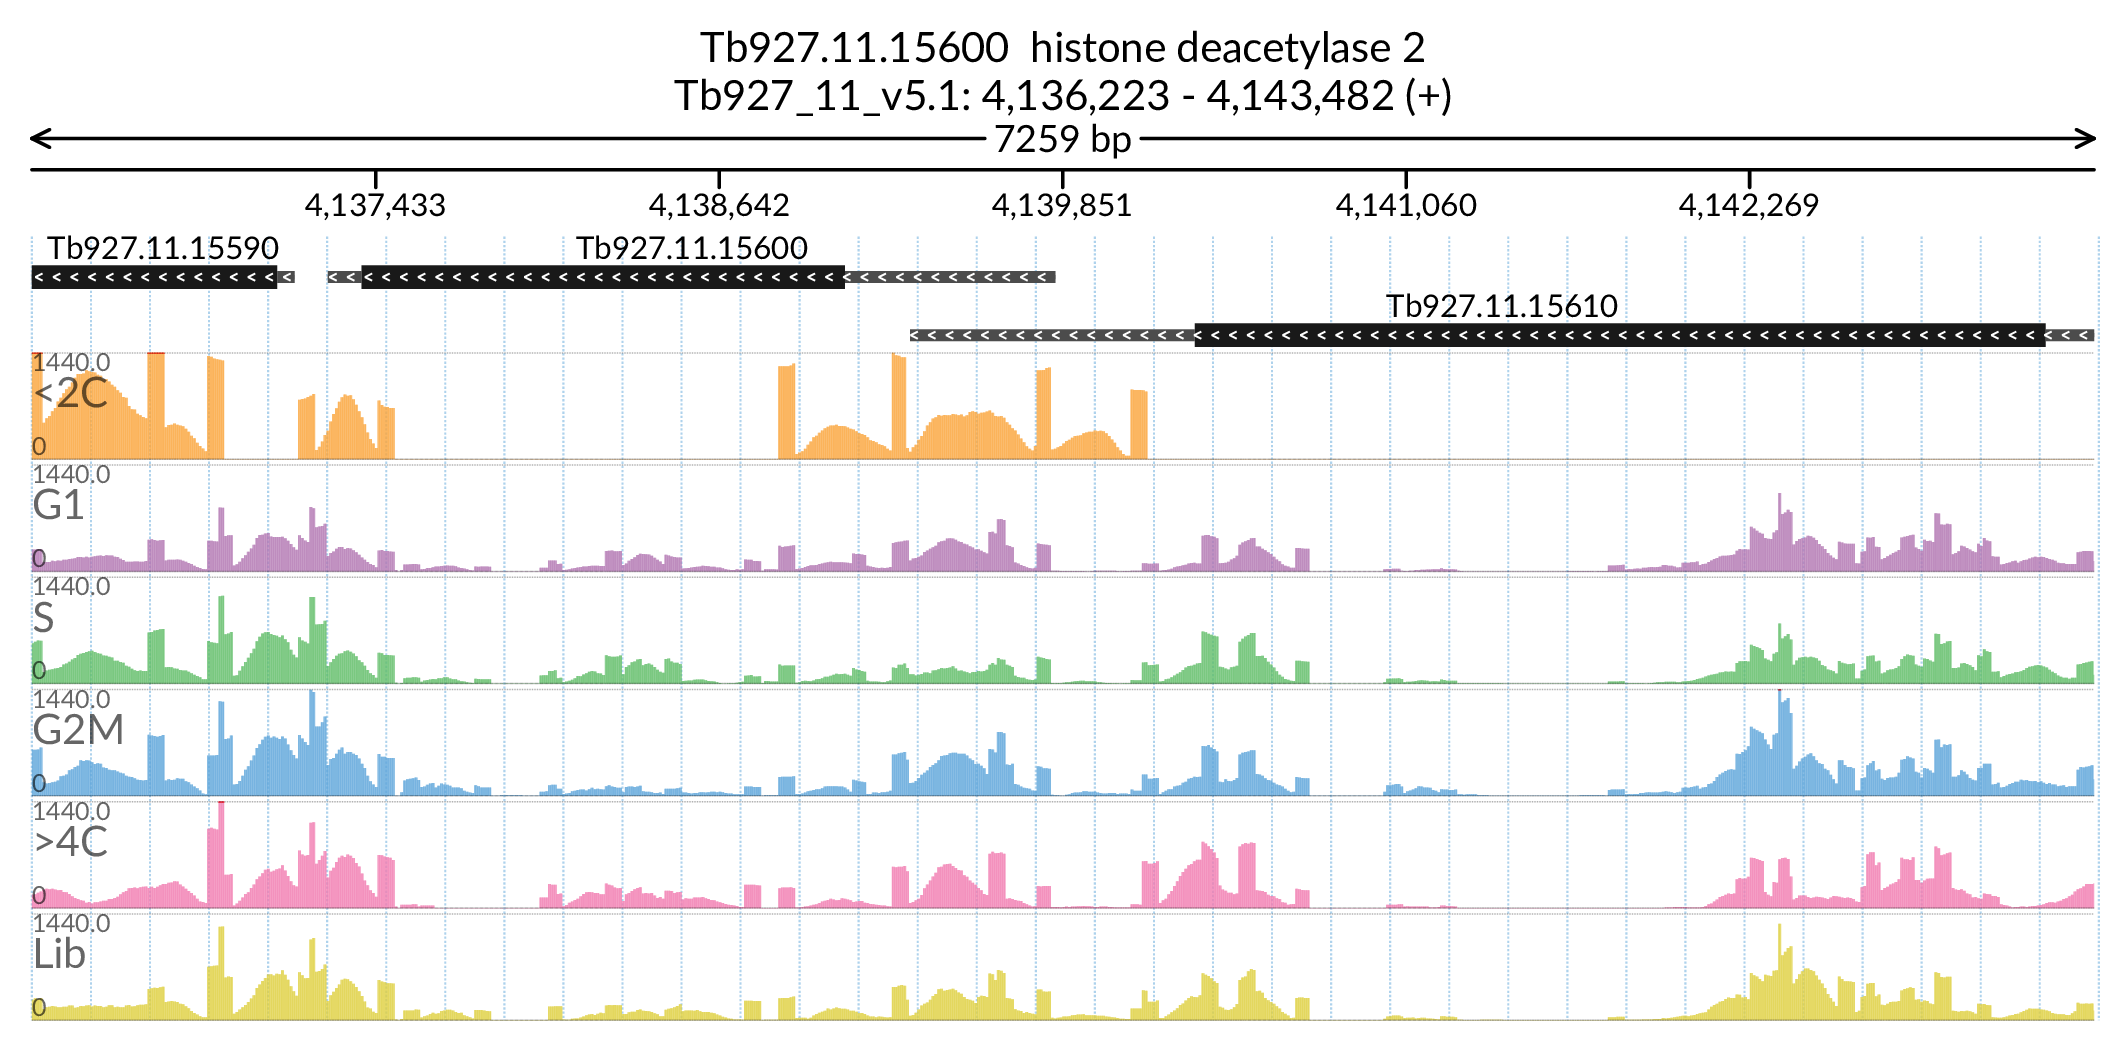 Tb927.11.15600  histone deacetylase 2
Tb927_11_v5.1: 4,136,223 - 4,143,482 (+)
7259 bp
4,137,433 4,138,642 4,139,851 4,141,060 4,142,269
Tb927.11.15590 Tb927.11.15600
Tb927.11.15610
1440.0
<2C
0
1440.0
G1
0
1440.0
S
0
1440.0
G2M
0
1440.0
>4C
0
1440.0
Lib
0